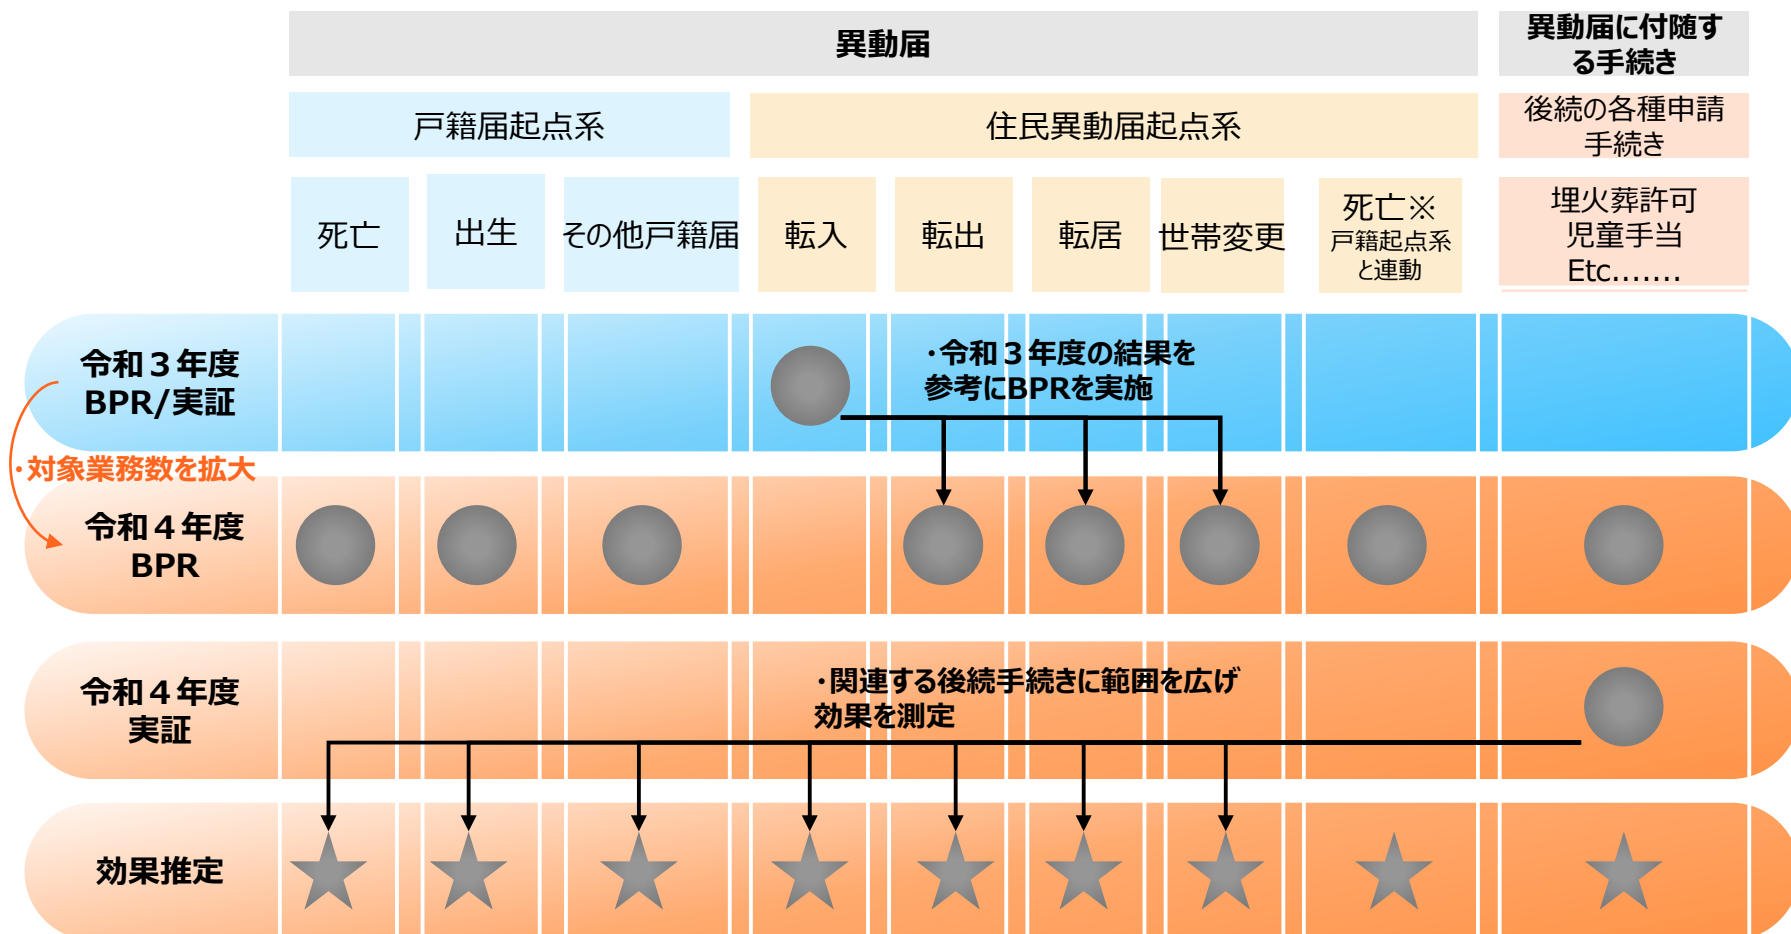 異動届
異動届に付随す
る手続き
戸籍届起点系
住民異動届起点系
後続の各種申請
手続き
死亡
出生
その他戸籍届
転入
転出
転居
世帯変更
死亡※
戸籍起点系
と連動
埋火葬許可
児童手当
Etc.......
令和３年度
BPR/実証
・令和３年度の結果を
参考にBPRを実施
・対象業務数を拡大
令和４年度
BPR
令和４年度
実証
・関連する後続手続きに範囲を広げ
効果を測定
効果推定